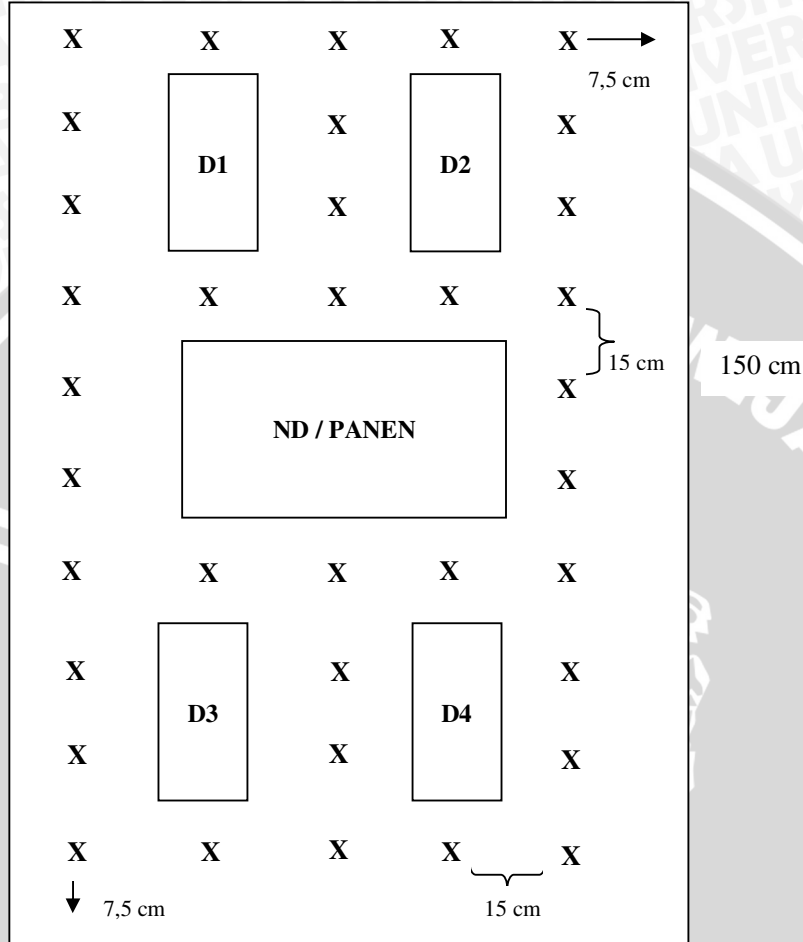 X X X X X
7,5 cm
X X X
D1 D2
X X X
X X X X X
15 cm 150 cm
X X
ND / PANEN
X X
X X X X X
X X X
D3 D4
X X X
X X X X X
7,5 cm 15 cm